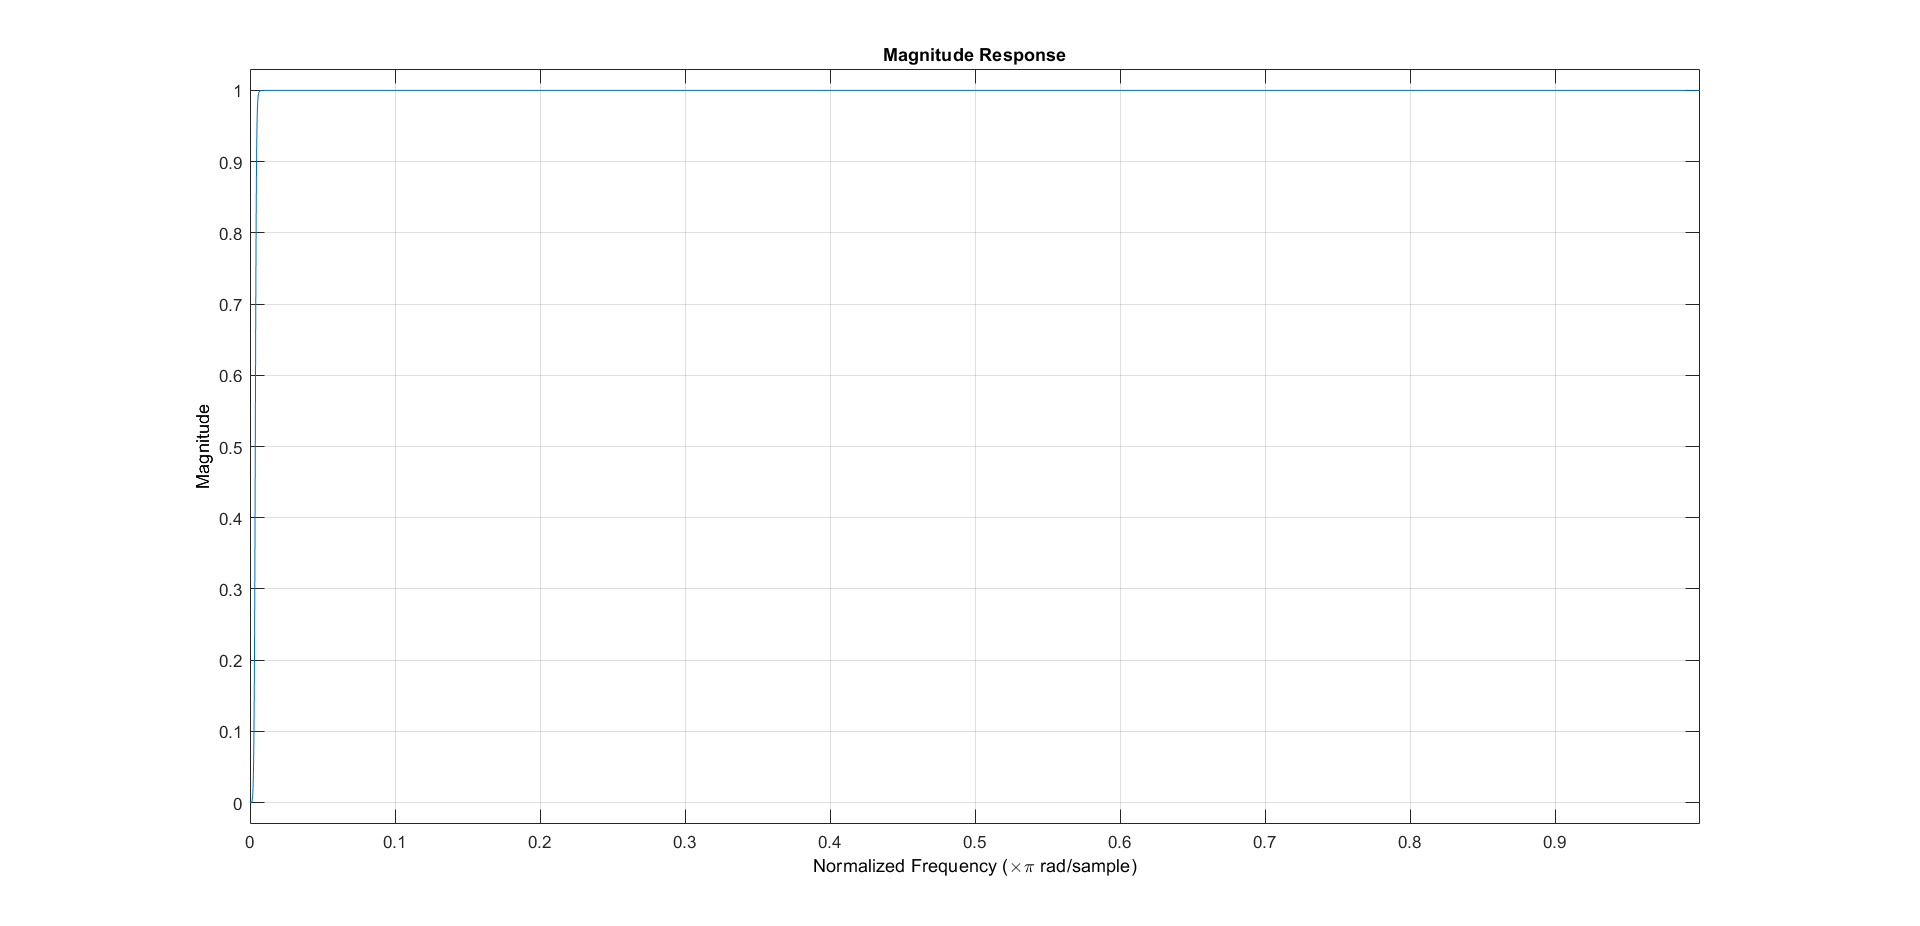 Magnitude Response
1
0.9
0.8
0.7
0.6
0.5
0.4
0.3
0.2
0.1
0
Magnitude
0 0.1 0.2 0.3 0.4 0.5 0.6 0.7 0.8 0.9
Normalized Frequency (×π rad/sample)